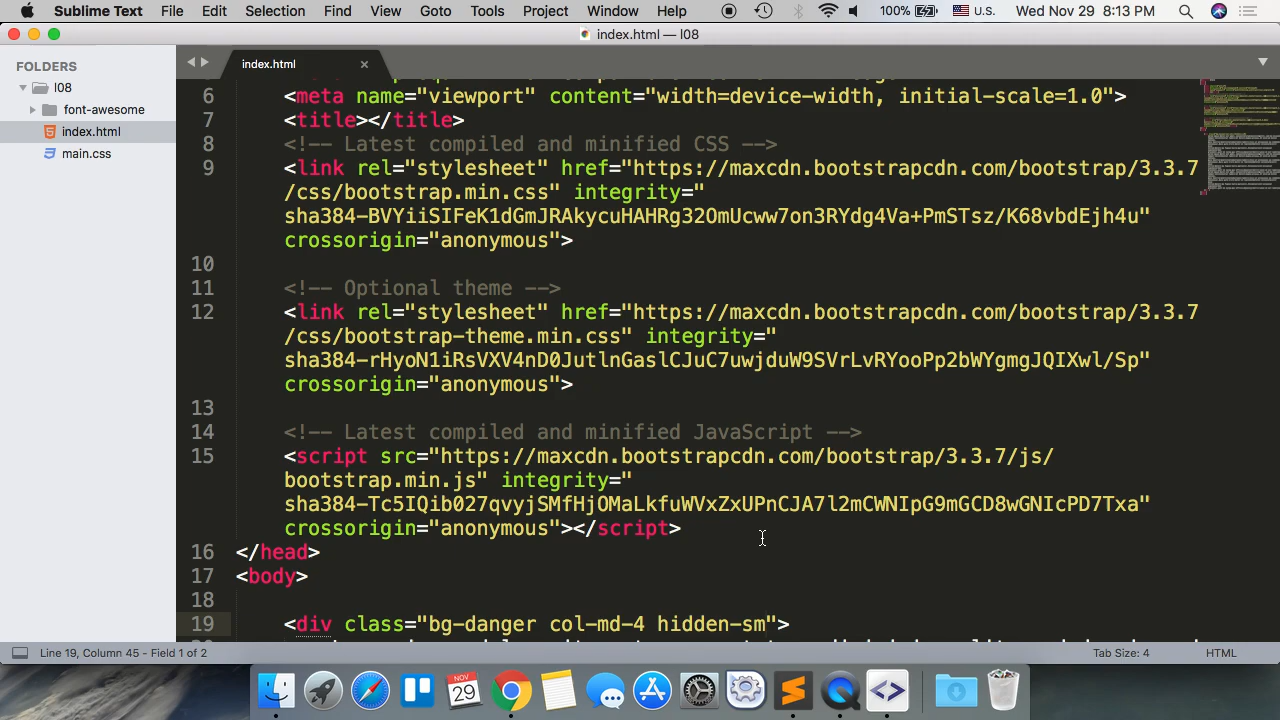 Sublime Text File Edit Selection Find View Goto Tools Project Window Help 100% U.S. Wed Nov 29 8:13 PM
index.html — l08
FOLDERS
l08
font-awesome
index.html
main.css
index.html
6 <meta name="viewport" content="width=device-width, initial-scale=1.0">
7 <title></title>
8 <!-- Latest compiled and minified CSS -->
9 <link rel="stylesheet" href="https://maxcdn.bootstrapcdn.com/bootstrap/3.3.7
/css/bootstrap.min.css" integrity="
sha384-BVYiiSIFeK1dGmJRAkycuHAHRg32OmUcww7on3RYdg4Va+PmSTsz/K68vbdEjh4u"
crossorigin="anonymous">
10
11 <!-- Optional theme -->
12 <link rel="stylesheet" href="https://maxcdn.bootstrapcdn.com/bootstrap/3.3.7
/css/bootstrap-theme.min.css" integrity="
sha384-rHyoN1iRsVXV4nD0JutlnGaslCJuC7uwjduW9SVrLvRYooPp2bWYgmgJQIXwl/Sp"
crossorigin="anonymous">
13
14 <!-- Latest compiled and minified JavaScript -->
15 <script src="https://maxcdn.bootstrapcdn.com/bootstrap/3.3.7/js/
bootstrap.min.js" integrity="
sha384-Tc5IQib027qvyjSMfHjOMaLkfuWVxZxUPnCJA7l2mCWNIpG9mGCD8wGNIcPD7Txa"
crossorigin="anonymous"></script>
16 </head>
17 <body>
18
19 <div class="bg-danger col-md-4 hidden-sm">
Line 19, Column 45 - Field 1 of 2 Tab Size: 4 HTML
NOV
29